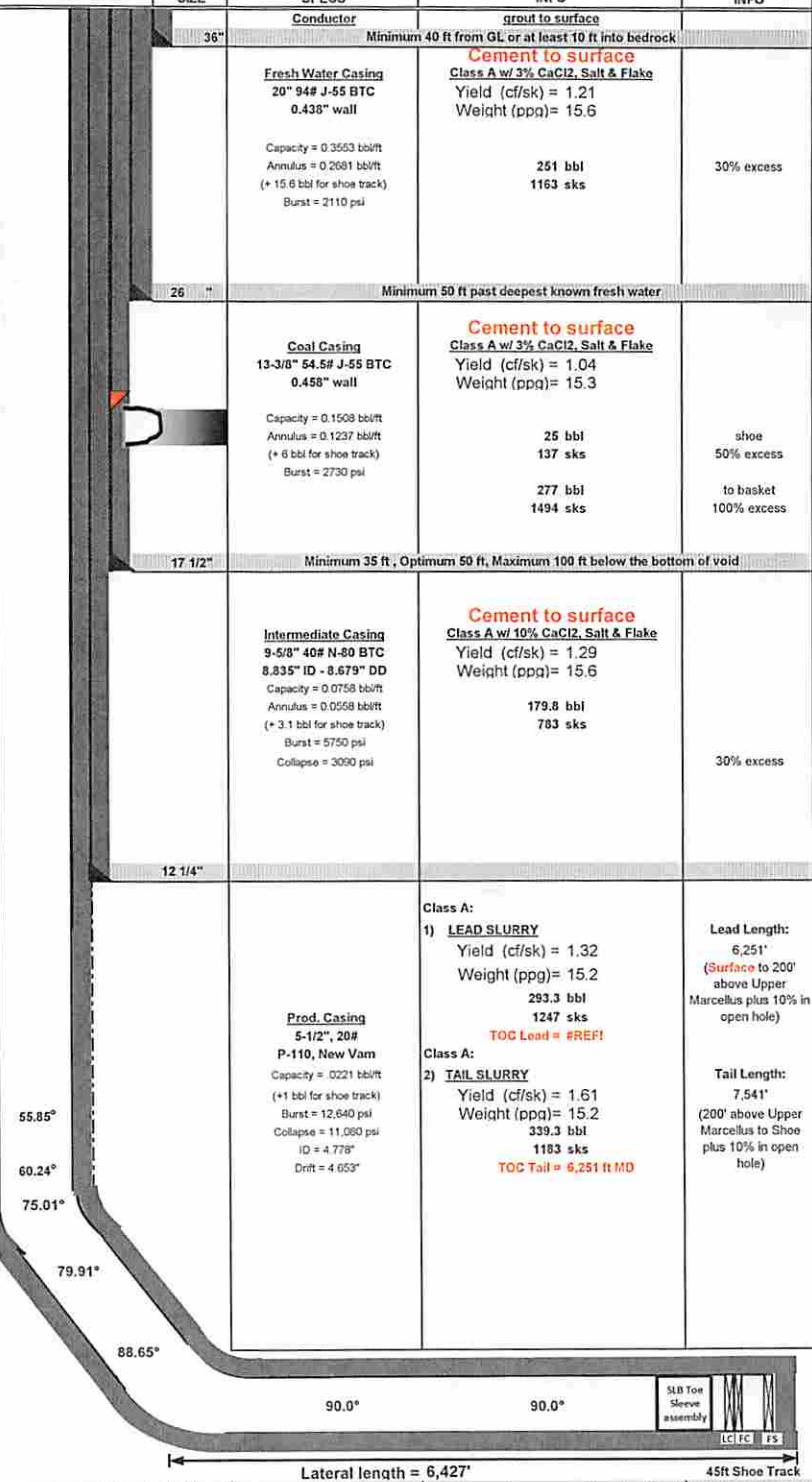 SIZE SPECS INFO INFO
Conductor
grout to surface
36"
Minimum 40 ft from GL or at least 10 ft into bedrock
Fresh Water Casing
20" 94# J-55 BTC
0.438" wall
Capacity = 0.3553 bbl/ft
Annulus = 0.2681 bbl/ft
(+ 15.6 bbl for shoe track)
Burst = 2110 psi
Cement to surface
Class A w/ 3% CaCl2, Salt & Flake
Yield (cf/sk) = 1.21
Weight (ppg)= 15.6
251 bbl
1163 sks
30% excess
26 "
Minimum 50 ft past deepest known fresh water
Coal Casing
13-3/8" 54.5# J-55 BTC
0.458" wall
Capacity = 0.1508 bbl/ft
Annulus = 0.1237 bbl/ft
(+ 6 bbl for shoe track)
Burst = 2730 psi
Cement to surface
Class A w/ 3% CaCl2, Salt & Flake
Yield (cf/sk) = 1.04
Weight (ppg)= 15.3
25 bbl
137 sks
277 bbl
1494 sks
shoe
50% excess
to basket
100% excess
17 1/2"
Minimum 35 ft , Optimum 50 ft, Maximum 100 ft below the bottom of void
Intermediate Casing
9-5/8" 40# N-80 BTC
8.835" ID - 8.679" DD
Capacity = 0.0758 bbl/ft
Annulus = 0.0558 bbl/ft
(+ 3.1 bbl for shoe track)
Burst = 5750 psi
Collapse = 3090 psi
Cement to surface
Class A w/ 10% CaCl2, Salt & Flake
Yield (cf/sk) = 1.29
Weight (ppg)= 15.6
179.8 bbl
783 sks
30% excess
12 1/4"
Prod. Casing
5-1/2", 20#
P-110, New Vam
Capacity = .0221 bbl/ft
(+1 bbl for shoe track)
Burst = 12,640 psi
Collapse = 11,080 psi
ID = 4.778"
Drift = 4.653"
Class A:
1) LEAD SLURRY
Yield (cf/sk) = 1.32
Weight (ppg)= 15.2
293.3 bbl
1247 sks
TOC Lead = #REF!
Class A:
2) TAIL SLURRY
Yield (cf/sk) = 1.61
Weight (ppg)= 15.2
339.3 bbl
1183 sks
TOC Tail = 6,251 ft MD
Lead Length:
6,251'
(Surface to 200'
above Upper
Marcellus plus 10% in
open hole)
Tail Length:
7,541'
(200' above Upper
Marcellus to Shoe
plus 10% in open
hole)
55.85°
60.24°
75.01°
79.91°
88.65°
90.0°
90.0°
SLB Toe
Sleeve
assembly
LC FC FS
Lateral length = 6,427'
45ft Shoe Track